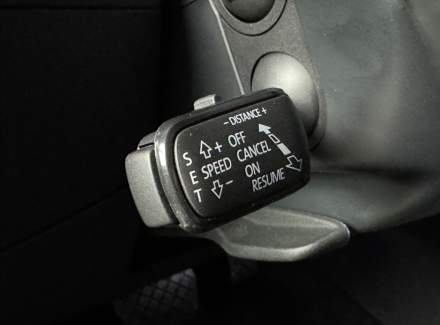 - DISTANCE +
S + OFF
E SPEED CANCEL
T - ON
RESUME